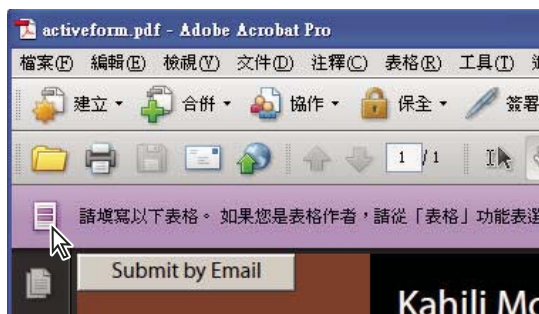 activeform.pdf - Adobe Acrobat Pro
檔案(F) 編輯(E) 檢視(V) 文件(D) 注釋(C) 表格(R) 工具(T)
建立 合併 協作 保全 簽署
1 / 1
請填寫以下表格。如果您是表格作者，請從「表格」功能表選
Submit by Email
Kahili Mo